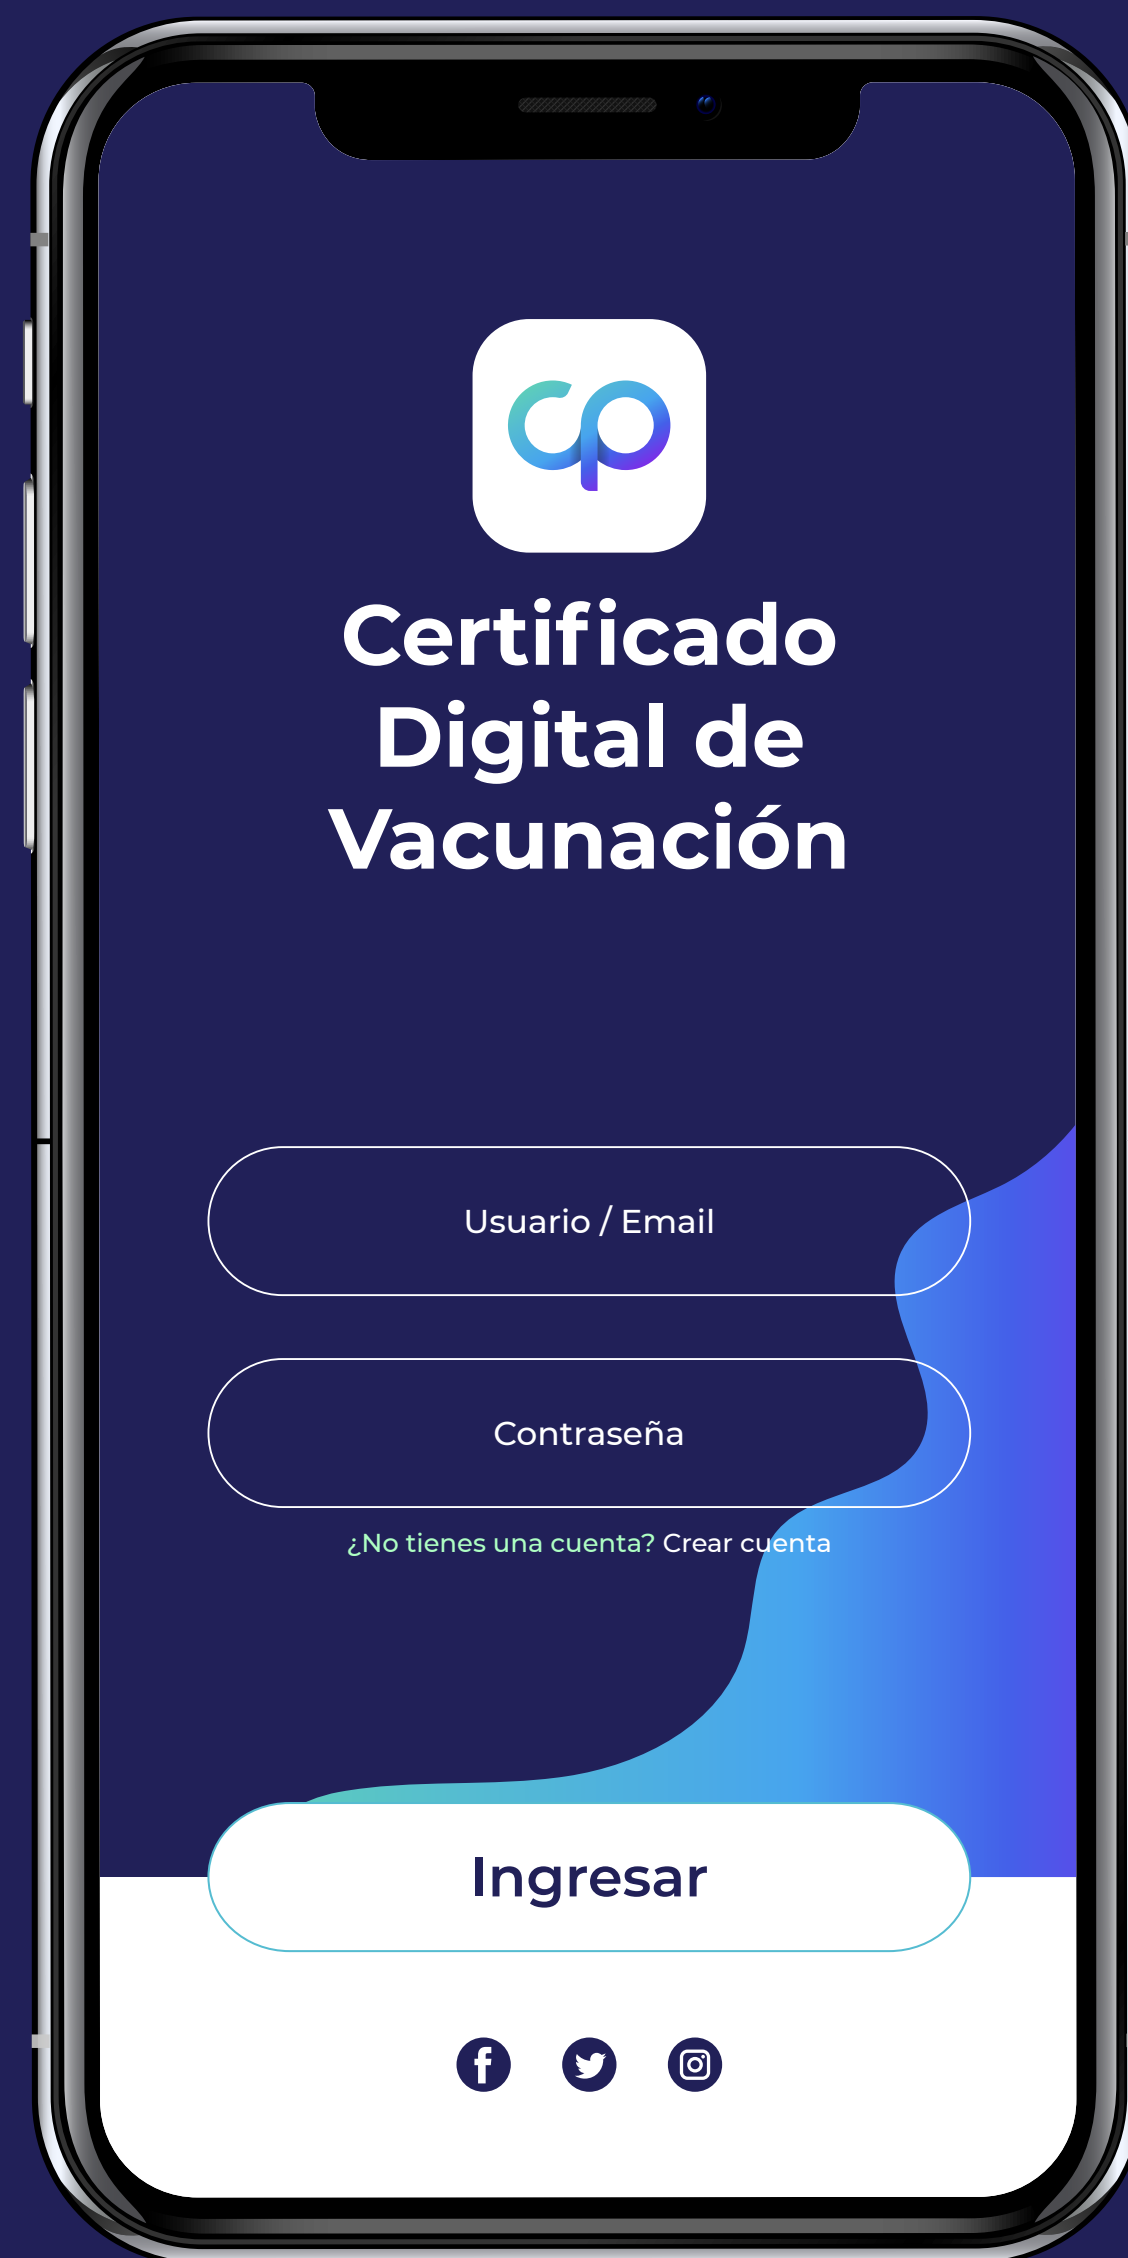 cp
Certificado
Digital de
Vacunación
Usuario / Email
Contraseña
¿No tienes una cuenta? Crear cuenta
Ingresar